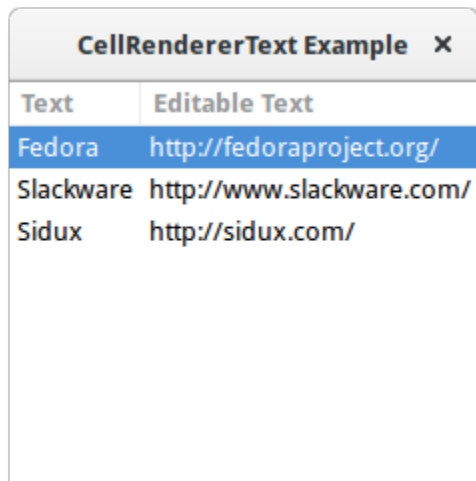 CellRendererText Example ×
Text Editable Text
Fedora http://fedoraproject.org/
Slackware http://www.slackware.com/
Sidux http://sidux.com/